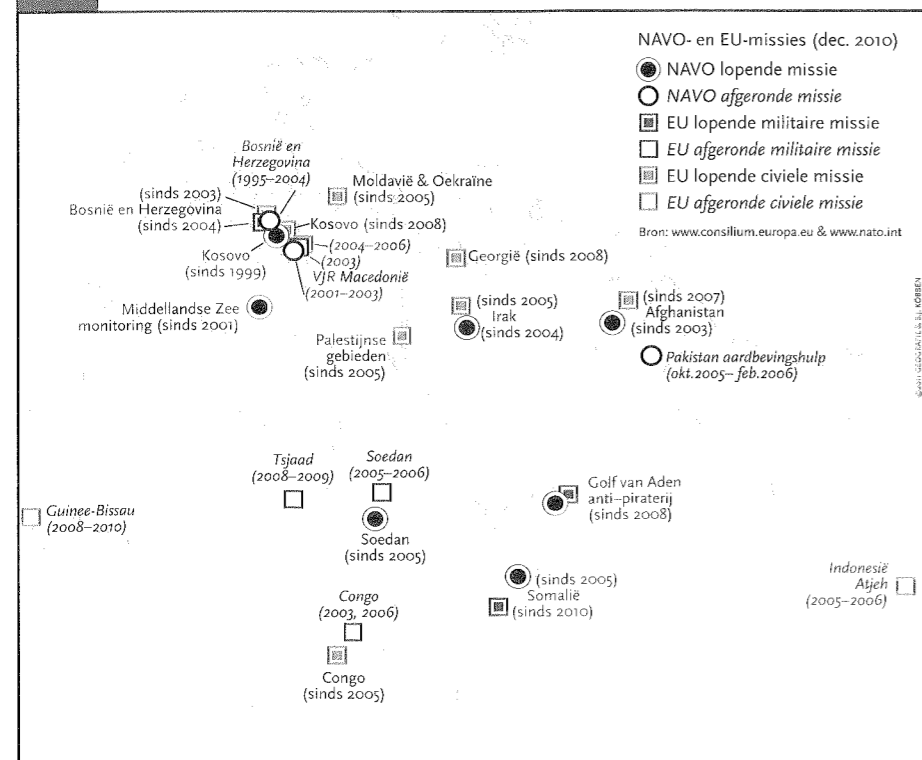 NAVO- en EU-missies (dec. 2010)
NAVO lopende missie
NAVO afgeronde missie
EU lopende militaire missie
EU afgeronde militaire missie
EU lopende civiele missie
EU afgeronde civiele missie
Bron: www.consilium.europa.eu & www.nato.int
Bosnië en
Herzegovina
(1995–2004)
(sinds 2003)
Bosnië en Herzegovina
(sinds 2004)
Moldavië & Oekraïne
(sinds 2005)
Kosovo (sinds 2008)
Kosovo
(sinds 1999)
(2004–2006)
(2003)
VJR Macedonië
(2001–2003)
Georgië (sinds 2008)
Middellandse Zee
monitoring (sinds 2001)
Palestijnse
gebieden
(sinds 2005)
(sinds 2005)
Irak
(sinds 2004)
(sinds 2007)
Afghanistan
(sinds 2003)
Pakistan aardbevingshulp
(okt.2005–feb.2006)
Tsjaad
(2008–2009)
Soedan
(2005–2006)
Soedan
(sinds 2005)
Guinee-Bissau
(2008–2010)
Golf van Aden
anti–piraterij
(sinds 2008)
(sinds 2005)
Somalië
(sinds 2010)
Indonesië
Atjeh
(2005–2006)
Congo
(2003, 2006)
Congo
(sinds 2005)
GEOGRAFIE & B.J. KÖBBEN